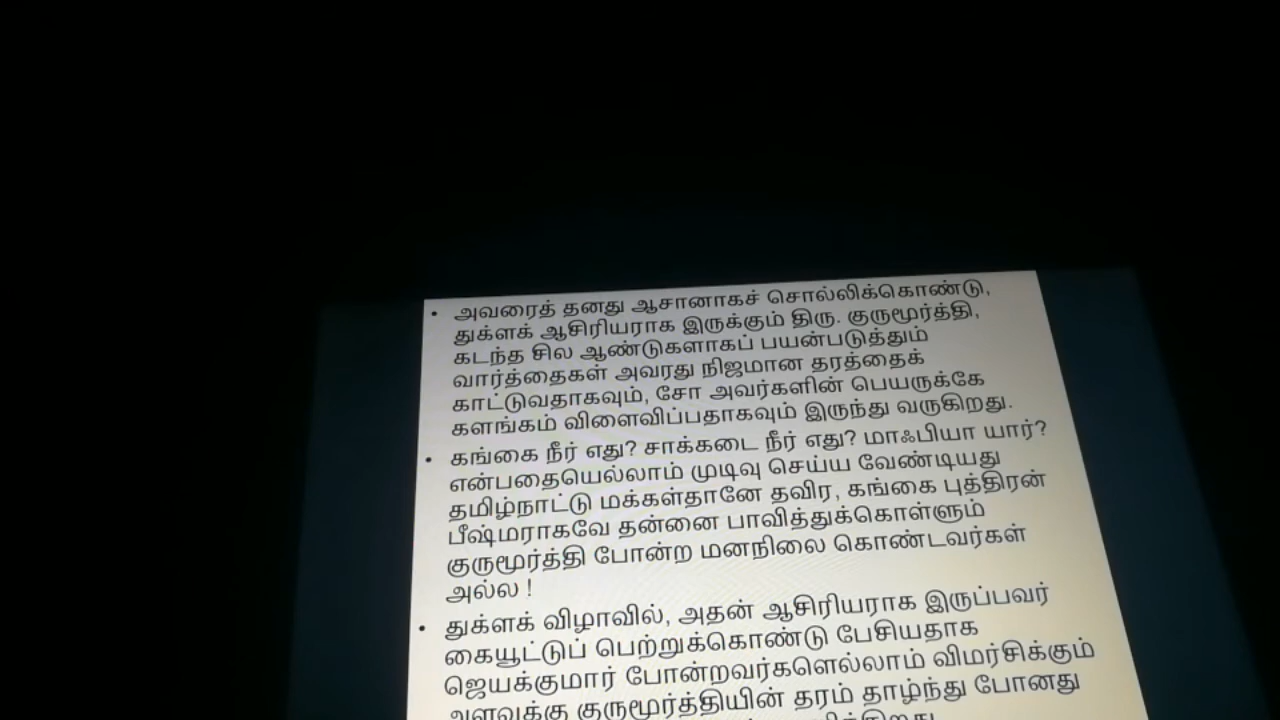 • அவரைத் தனது ஆசானாகச் சொல்லிக்கொண்டு,
துக்ளக் ஆசிரியராக இருக்கும் திரு. குருமூர்த்தி,
கடந்த சில ஆண்டுகளாகப் பயன்படுத்தும்
வார்த்தைகள் அவரது நிஜமான தரத்தைக்
காட்டுவதாகவும், சோ அவர்களின் பெயருக்கே
களங்கம் விளைவிப்பதாகவும் இருந்து வருகிறது.
• கங்கை நீர் எது? சாக்கடை நீர் எது? மாஃபியா யார்?
என்பதையெல்லாம் முடிவு செய்ய வேண்டியது
தமிழ்நாட்டு மக்கள்தானே தவிர, கங்கை புத்திரன்
பீஷ்மராகவே தன்னை பாவித்துக்கொள்ளும்
குருமூர்த்தி போன்ற மனநிலை கொண்டவர்கள்
அல்ல !
• துக்ளக் விழாவில், அதன் ஆசிரியராக இருப்பவர்
கையூட்டுப் பெற்றுக்கொண்டு பேசியதாக
ஜெயக்குமார் போன்றவர்களெல்லாம் விமர்சிக்கும்
அளவுக்கு குருமூர்த்தியின் தரம் தாழ்ந்து போனது